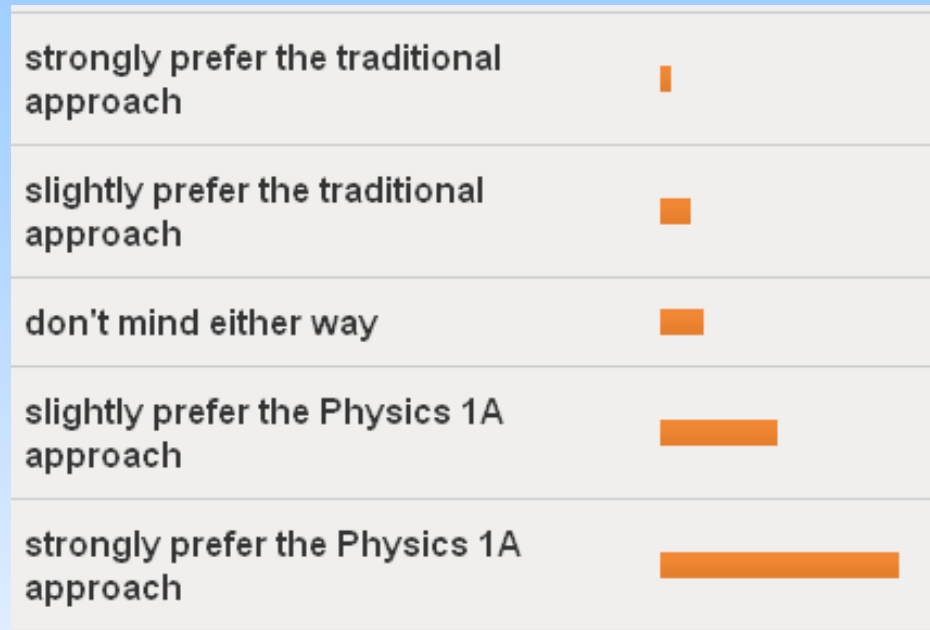 strongly prefer the traditional
approach
slightly prefer the traditional
approach
don't mind either way
slightly prefer the Physics 1A
approach
strongly prefer the Physics 1A
approach